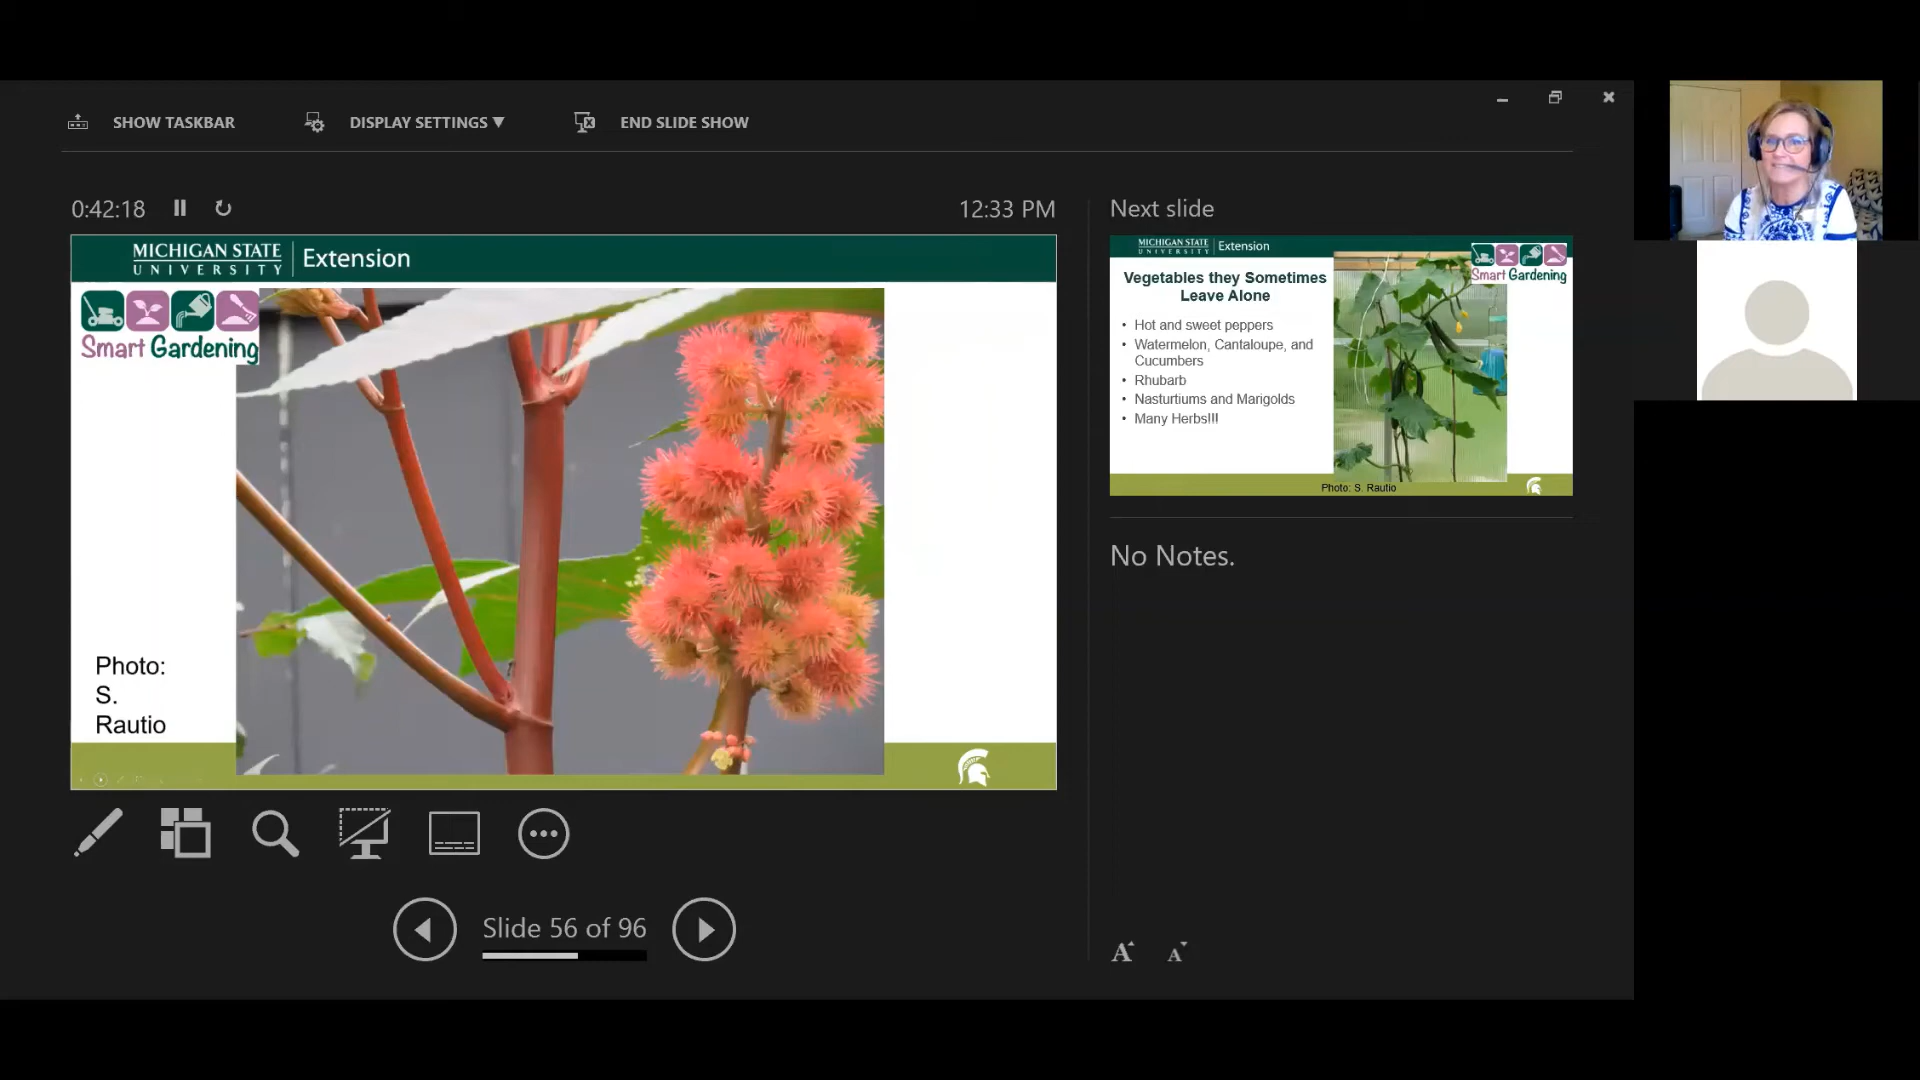 SHOW TASKBAR
DISPLAY SETTINGS ▼
END SLIDE SHOW
0:42:18
12:33 PM
MICHIGAN STATE
UNIVERSITY
Extension
Smart Gardening
Photo:
S.
Rautio
Slide 56 of 96
Next slide
MICHIGAN STATE
UNIVERSITY
Extension
Smart Gardening
Vegetables they Sometimes
Leave Alone
• Hot and sweet peppers
• Watermelon, Cantaloupe, and
Cucumbers
• Rhubarb
• Nasturtiums and Marigolds
• Many Herbs!!!
Photo: S. Rautio
No Notes.
A A